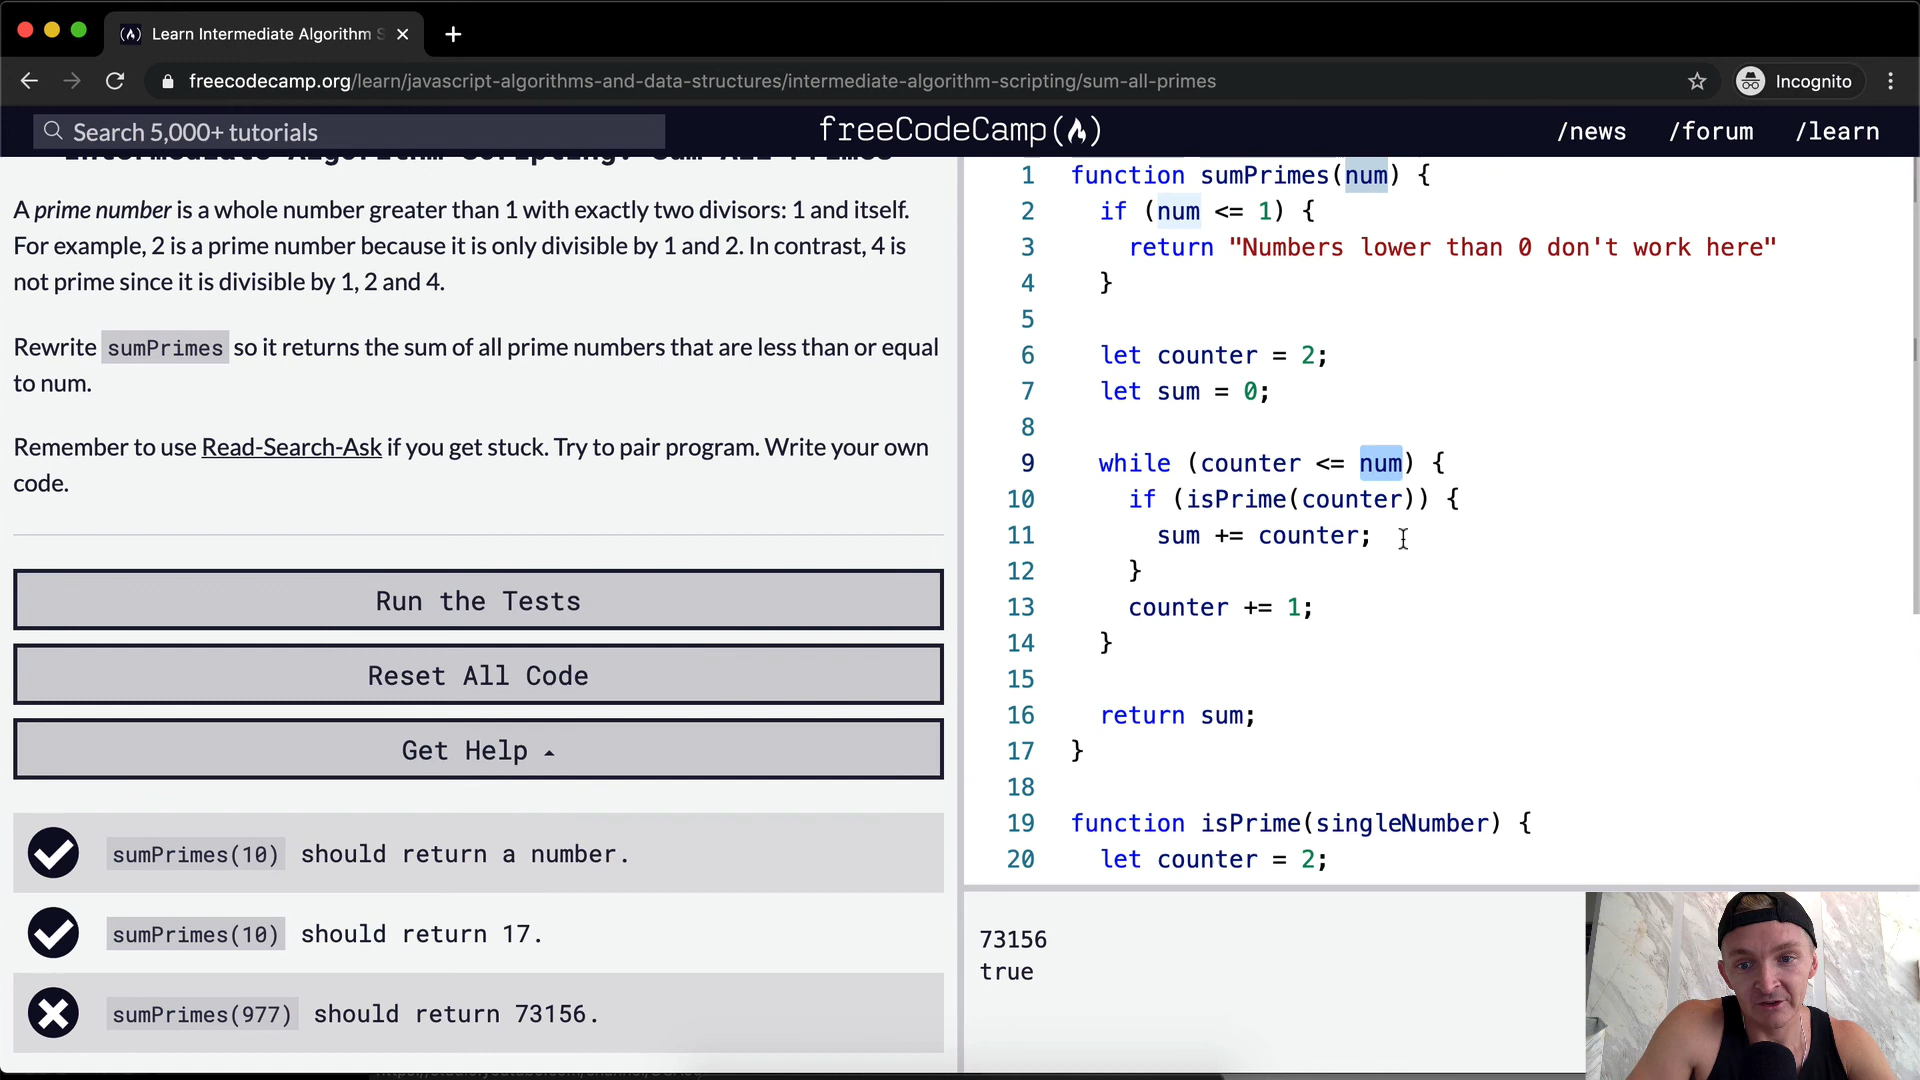 Learn Intermediate Algorithm S
freecodecamp.org/learn/javascript-algorithms-and-data-structures/intermediate-algorithm-scripting/sum-all-primes
Incognito
Search 5,000+ tutorials
freeCodeCamp(🔥)
/news /forum /learn
Intermediate Algorithm Scripting: Sum All Primes
A prime number is a whole number greater than 1 with exactly two divisors: 1 and itself.
For example, 2 is a prime number because it is only divisible by 1 and 2. In contrast, 4 is
not prime since it is divisible by 1, 2 and 4.
Rewrite sumPrimes so it returns the sum of all prime numbers that are less than or equal
to num.
Remember to use Read-Search-Ask if you get stuck. Try to pair program. Write your own
code.
Run the Tests
Reset All Code
Get Help
sumPrimes(10) should return a number.
sumPrimes(10) should return 17.
sumPrimes(977) should return 73156.
1 function sumPrimes(num) {
2 if (num <= 1) {
3 return "Numbers lower than 0 don't work here"
4 }
5
6 let counter = 2;
7 let sum = 0;
8
9 while (counter <= num) {
10 if (isPrime(counter)) {
11 sum += counter;
12 }
13 counter += 1;
14 }
15
16 return sum;
17 }
18
19 function isPrime(singleNumber) {
20 let counter = 2;
73156
true